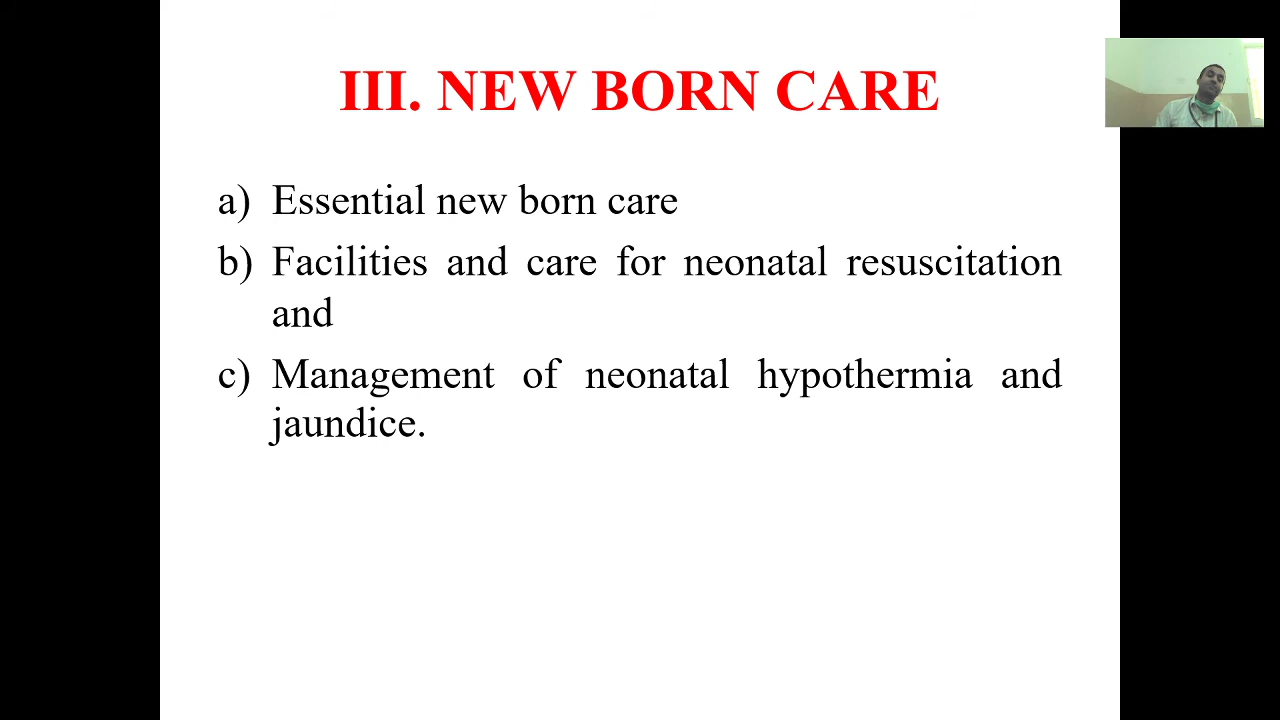 III. NEW BORN CARE
a) Essential new born care
b) Facilities and care for neonatal resuscitation
and
c) Management of neonatal hypothermia and
jaundice.